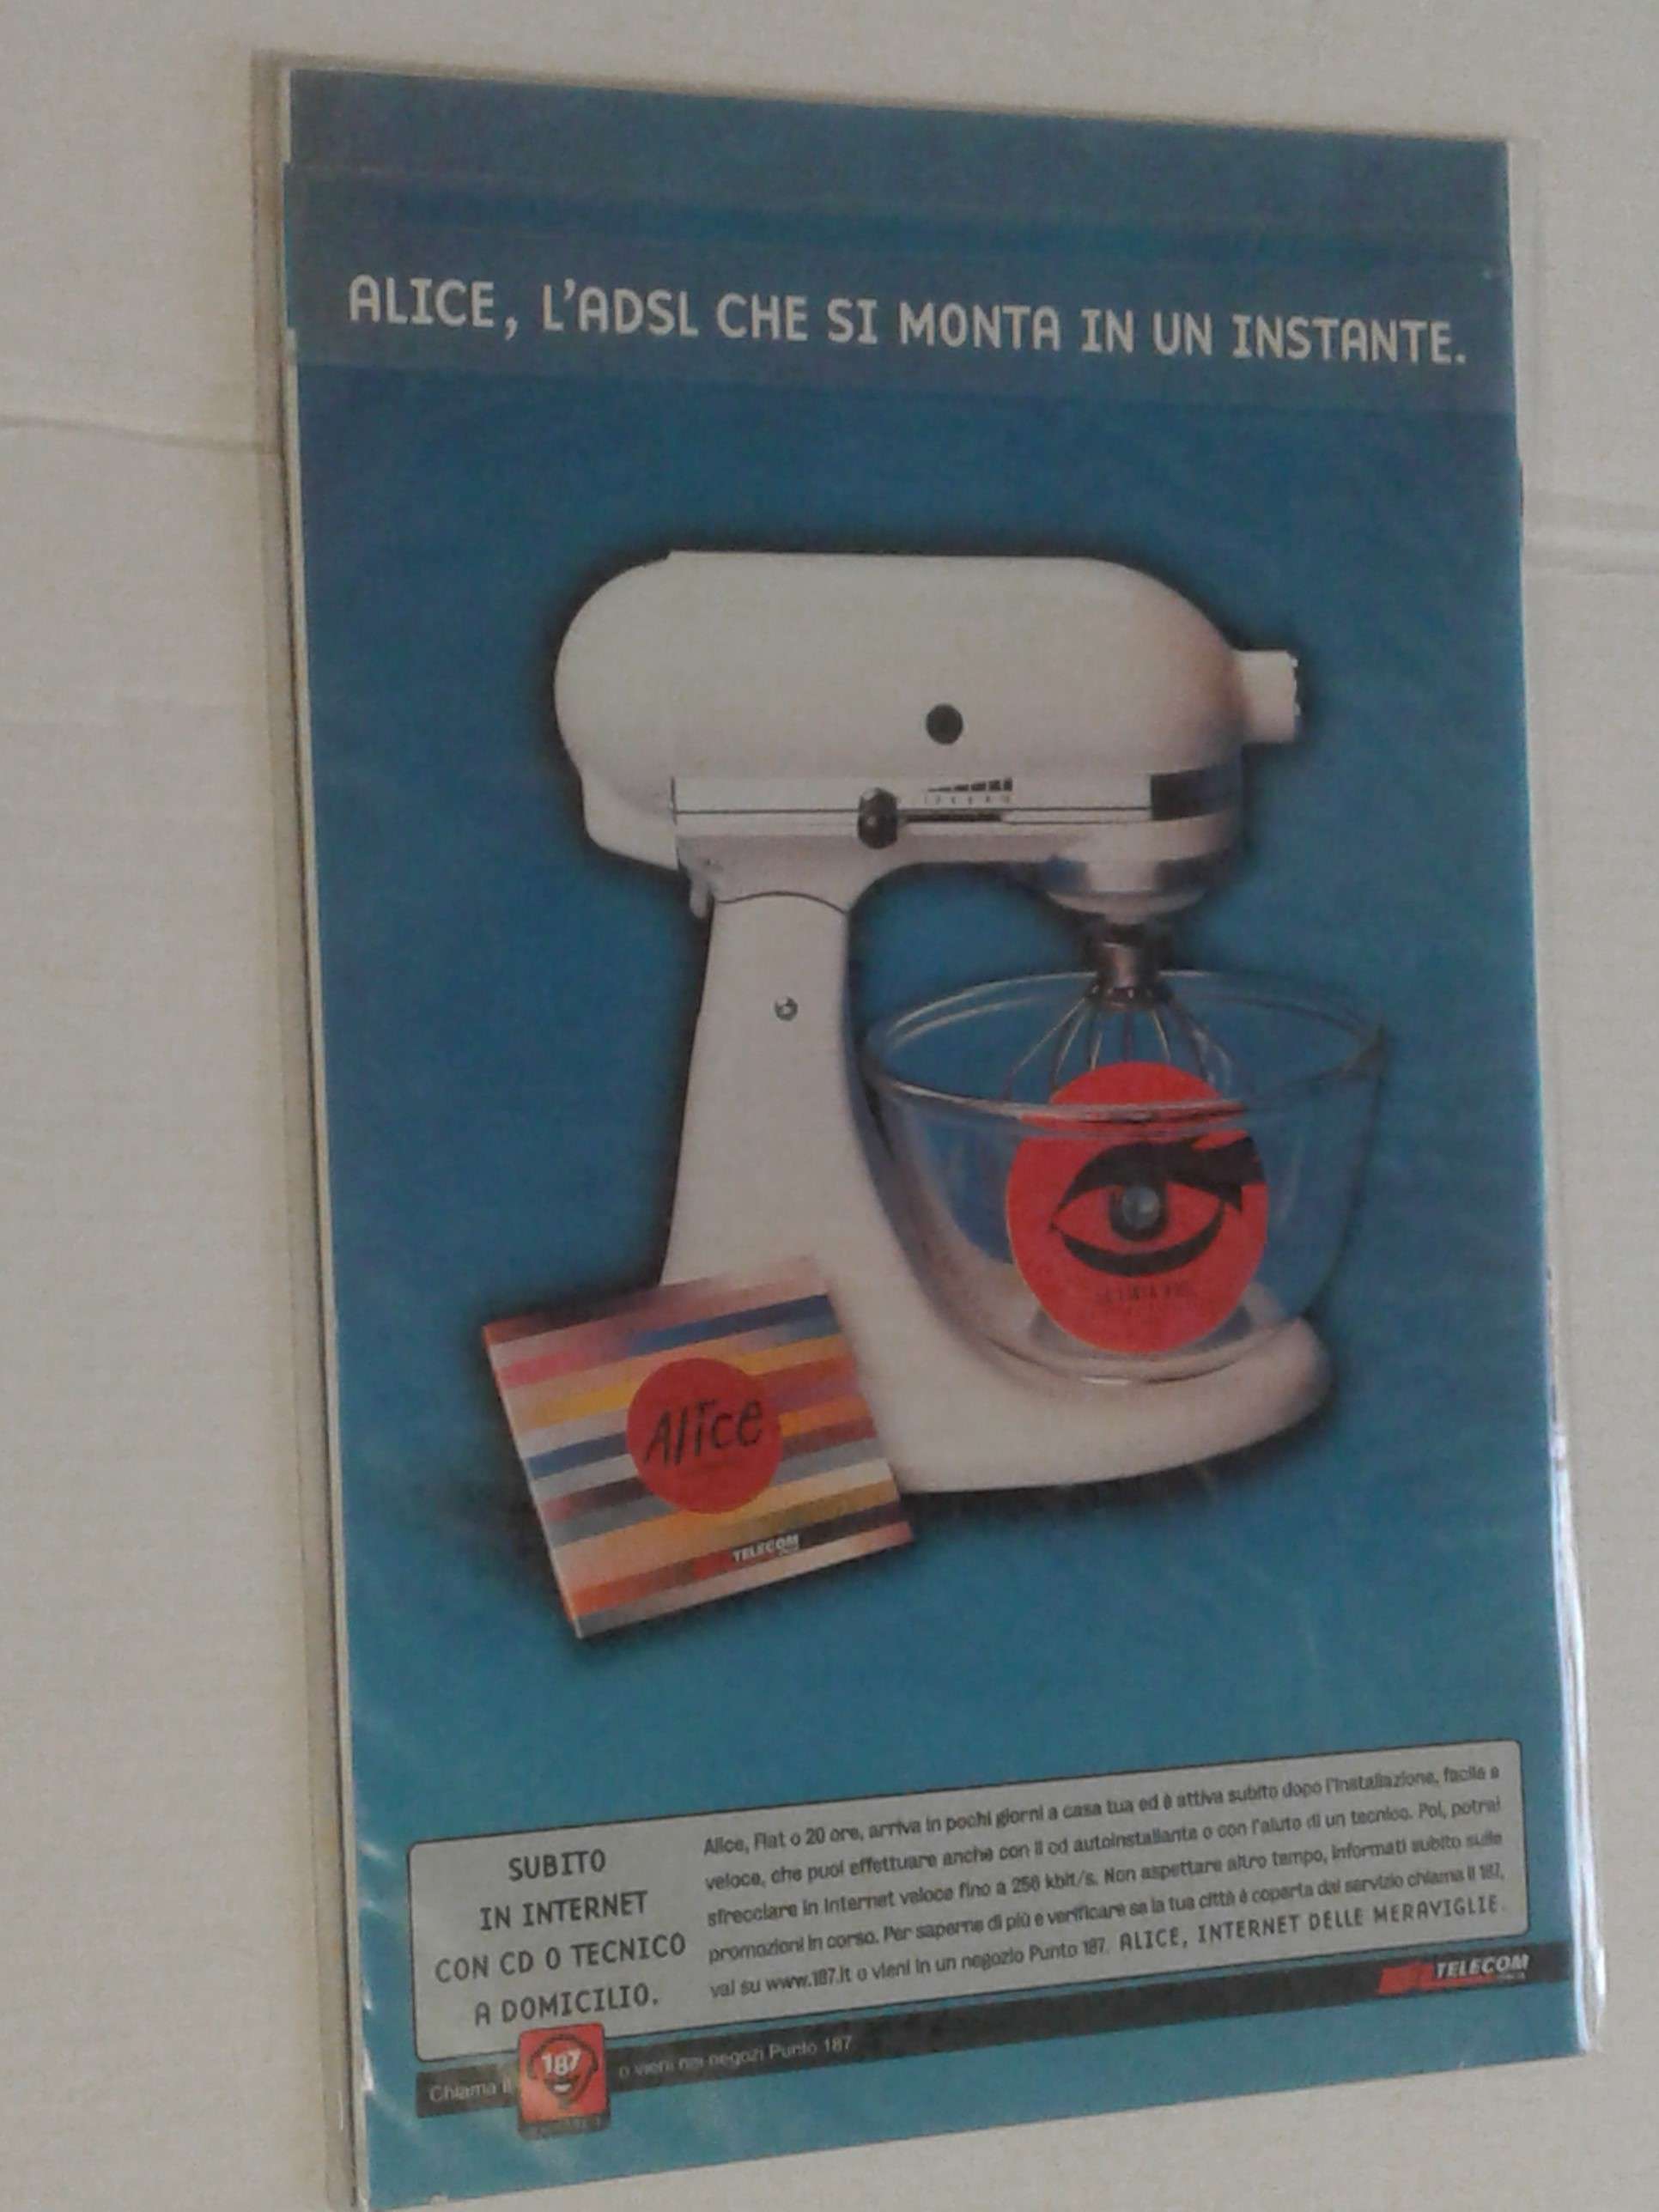 ALICE, L'ADSL CHE SI MONTA IN UN INSTANTE.
Alice
TELECOM
SUBITO
IN INTERNET
CON CD O TECNICO
A DOMICILIO.
Alice, Flat o 20 ore, arriva in pochi giorni a casa tua ed è attiva subito dopo l'installazione, facile e
veloce, che puoi effettuare anche con il cd autoinstallante o con l'aiuto di un tecnico. Poi, potrai
sfrecciare in Internet veloce fino a 256 kbit/s. Non aspettare altro tempo, informati subito sulle
promozioni in corso. Per saperne di più e verificare se la tua città è coperta dal servizio chiama il 187,
vai su www.187.it o vieni in un negozio Punto 187. ALICE, INTERNET DELLE MERAVIGLIE.
TELECOM
Chiama il 187 o vieni nei negozi Punto 187